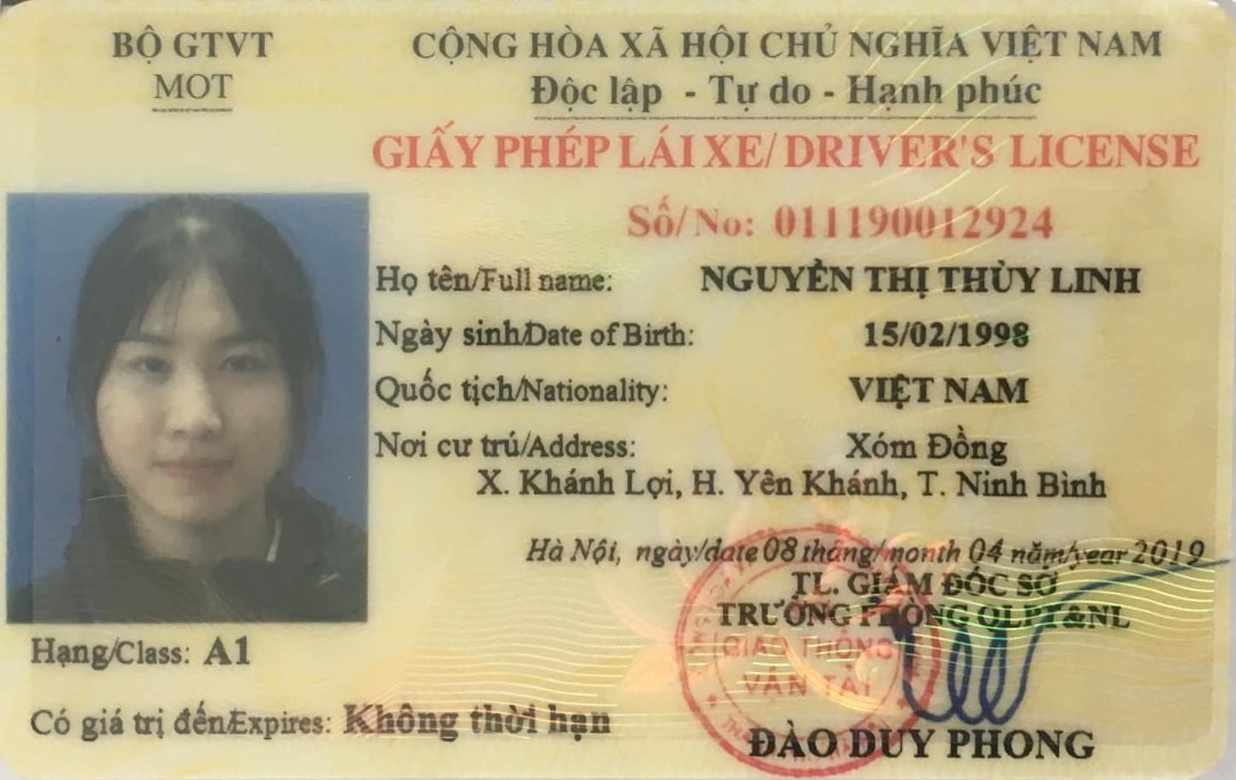 BỘ GTVT
MOT
CỘNG HÒA XÃ HỘI CHỦ NGHĨA VIỆT NAM
Độc lập - Tự do - Hạnh phúc
GIẤY PHÉP LÁI XE/ DRIVER'S LICENSE
Số/ No: 011190012924
Họ tên/Full name: NGUYỄN THỊ THÙY LINH
Ngày sinh/Date of Birth: 15/02/1998
Quốc tịch/Nationality: VIỆT NAM
Nơi cư trú/Address: Xóm Đồng
X. Khánh Lợi, H. Yên Khánh, T. Ninh Bình
Hà Nội, ngày/date 08 tháng/month 04 năm/year 2019
TL. GIÁM ĐỐC SỞ
TRƯỞNG PHÒNG QLPT&NL
GIAO THÔNG
VẬN TẢI
ĐÀO DUY PHONG
Hạng/Class: A1
Có giá trị đến/Expires: Không thời hạn